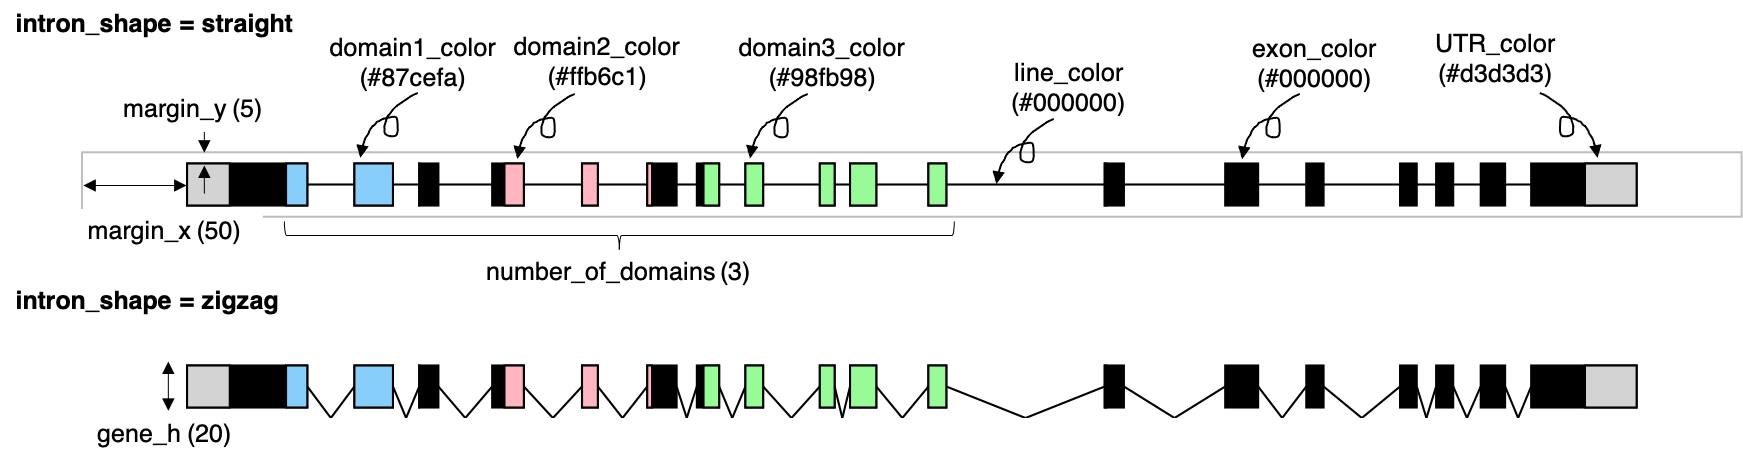 intron_shape = straight
domain1_color
(#87cefa)
domain2_color
(#ffb6c1)
domain3_color
(#98fb98)
line_color
(#000000)
exon_color
(#000000)
UTR_color
(#d3d3d3)
margin_y (5)
margin_x (50)
number_of_domains (3)
intron_shape = zigzag
gene_h (20)